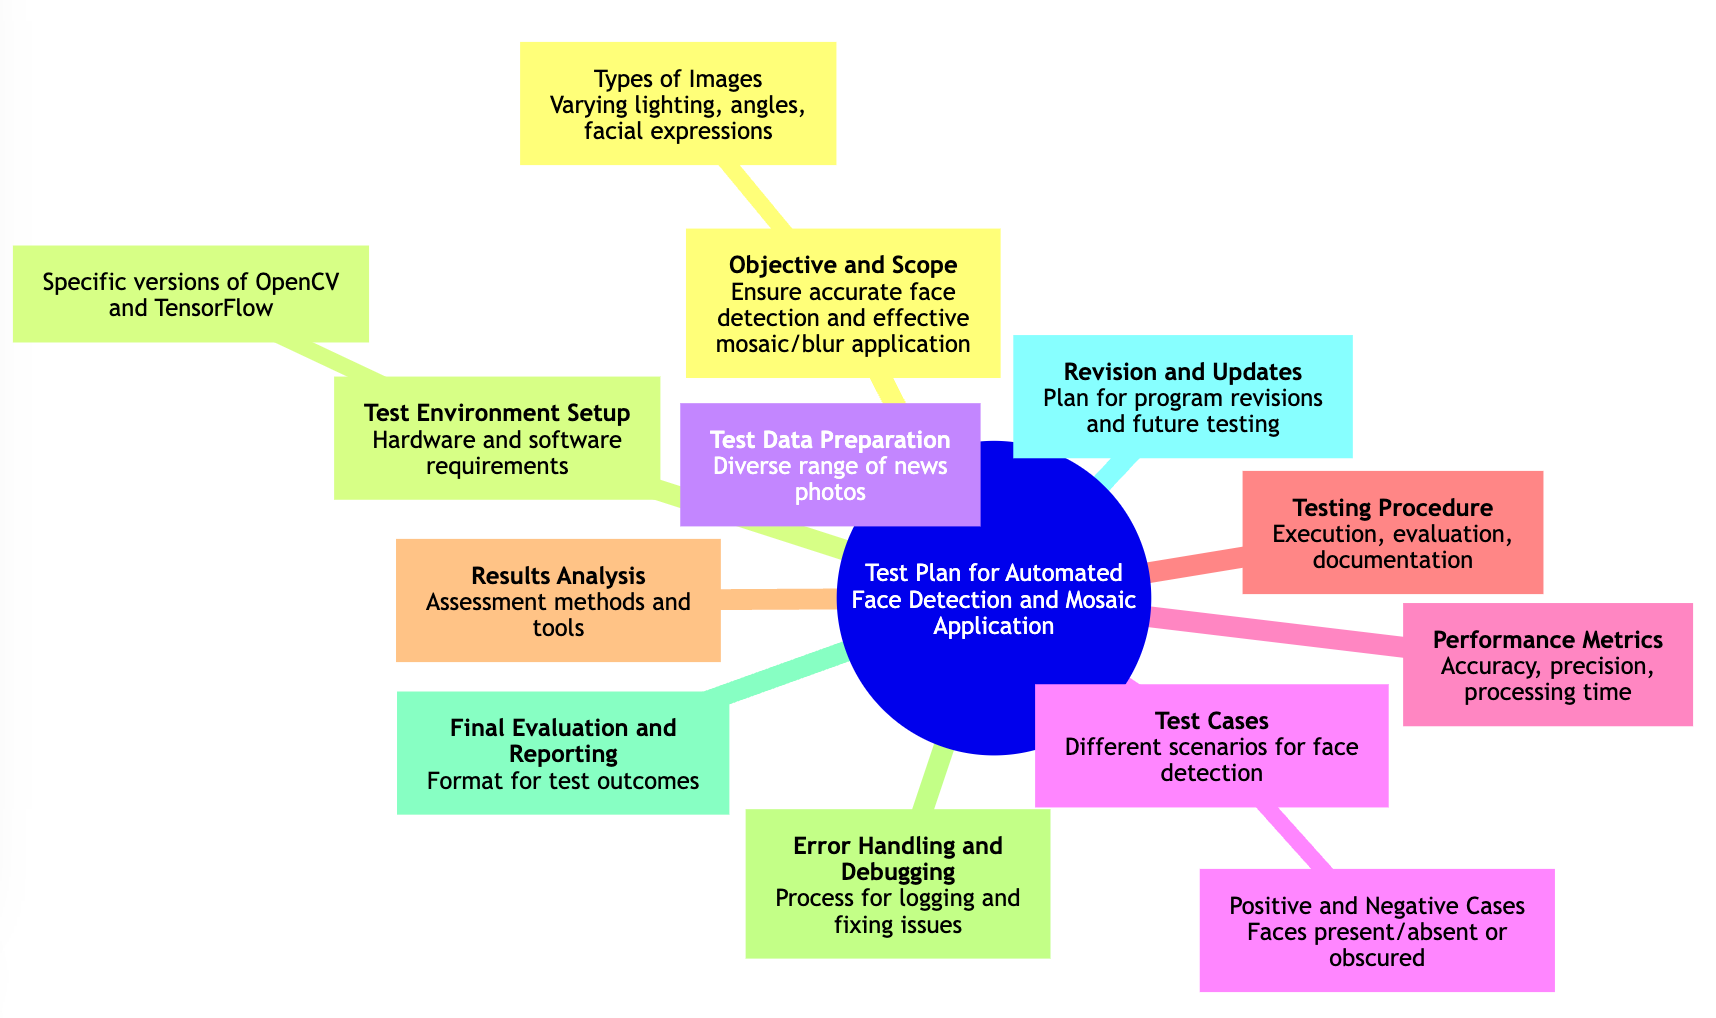 Types of Images
Varying lighting, angles,
facial expressions
Objective and Scope
Ensure accurate face
detection and effective
mosaic/blur application
Specific versions of OpenCV
and TensorFlow
Test Environment Setup
Hardware and software
requirements
Test Data Preparation
Diverse range of news
photos
Revision and Updates
Plan for program revisions
and future testing
Testing Procedure
Execution, evaluation,
documentation
Results Analysis
Assessment methods and
tools
Test Plan for Automated
Face Detection and Mosaic
Application
Performance Metrics
Accuracy, precision,
processing time
Final Evaluation and
Reporting
Format for test outcomes
Test Cases
Different scenarios for face
detection
Error Handling and
Debugging
Process for logging and
fixing issues
Positive and Negative Cases
Faces present/absent or
obscured